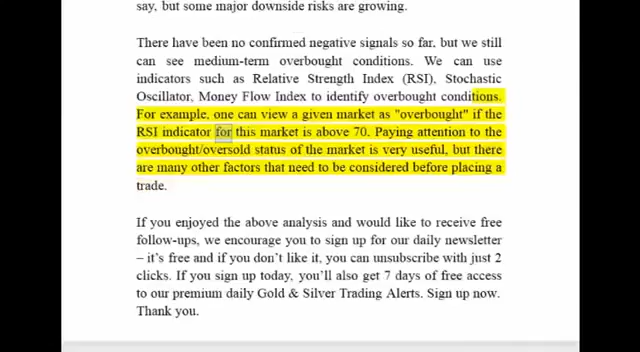 say, but some major downside risks are growing.
There have been no confirmed negative signals so far, but we still
can see medium-term overbought conditions. We can use
indicators such as Relative Strength Index (RSI), Stochastic
Oscillator, Money Flow Index to identify overbought conditions.
For example, one can view a given market as "overbought" if the
RSI indicator for this market is above 70. Paying attention to the
overbought/oversold status of the market is very useful, but there
are many other factors that need to be considered before placing a
trade.
If you enjoyed the above analysis and would like to receive free
follow-ups, we encourage you to sign up for our daily newsletter
– it’s free and if you don’t like it, you can unsubscribe with just 2
clicks. If you sign up today, you’ll also get 7 days of free access
to our premium daily Gold & Silver Trading Alerts. Sign up now.
Thank you.